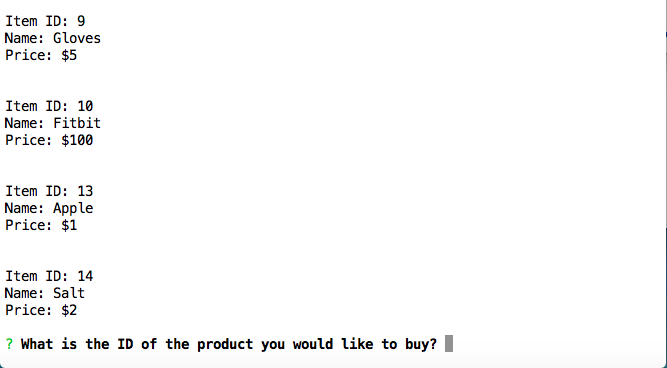 Item ID: 9
Name: Gloves
Price: $5
Item ID: 10
Name: Fitbit
Price: $100
Item ID: 13
Name: Apple
Price: $1
Item ID: 14
Name: Salt
Price: $2
? What is the ID of the product you would like to buy?